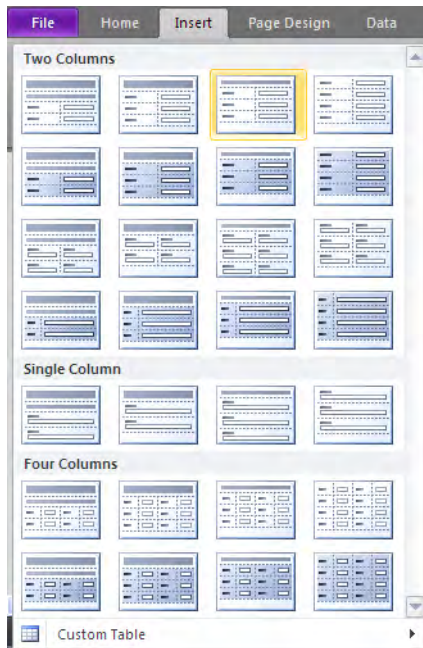 File Home Insert Page Design Data
Two Columns
Single Column
Four Columns
Custom Table